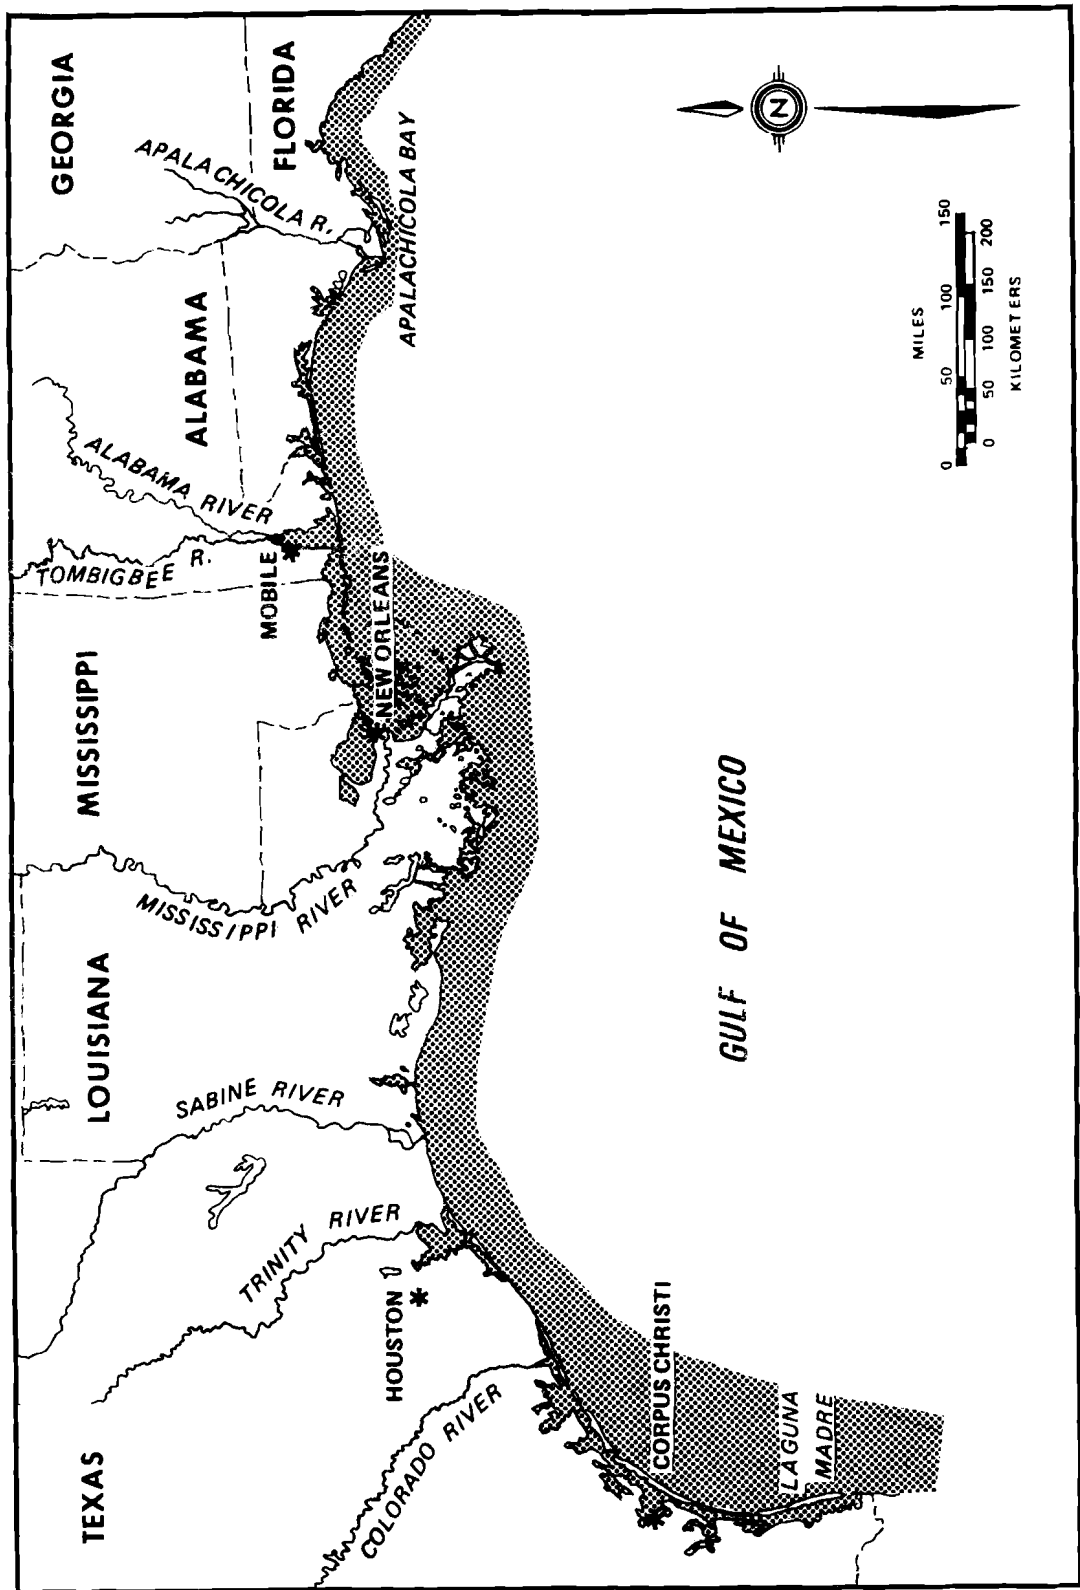 TEXAS
LOUISIANA
MISSISSIPPI
ALABAMA
GEORGIA
FLORIDA
COLORADO RIVER
TRINITY RIVER
SABINE RIVER
MISSISSIPPI RIVER
TOMBIGBEE R.
ALABAMA RIVER
APALACHICOLA R.
HOUSTON
MOBILE
NEW ORLEANS
CORPUS CHRISTI
LAGUNA
MADRE
APALACHICOLA BAY
GULF OF MEXICO
N
MILES
0 50 100 150
0 50 100 150 200
KILOMETERS